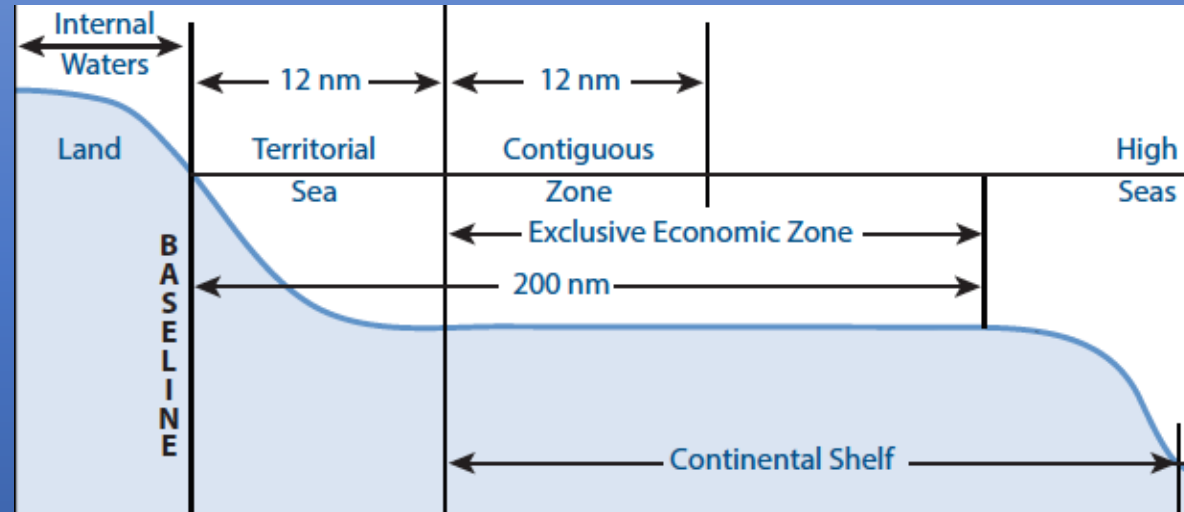 Internal
Waters
12 nm
12 nm
Land
Territorial
Sea
Contiguous
Zone
High
Seas
BASELINE
Exclusive Economic Zone
200 nm
Continental Shelf